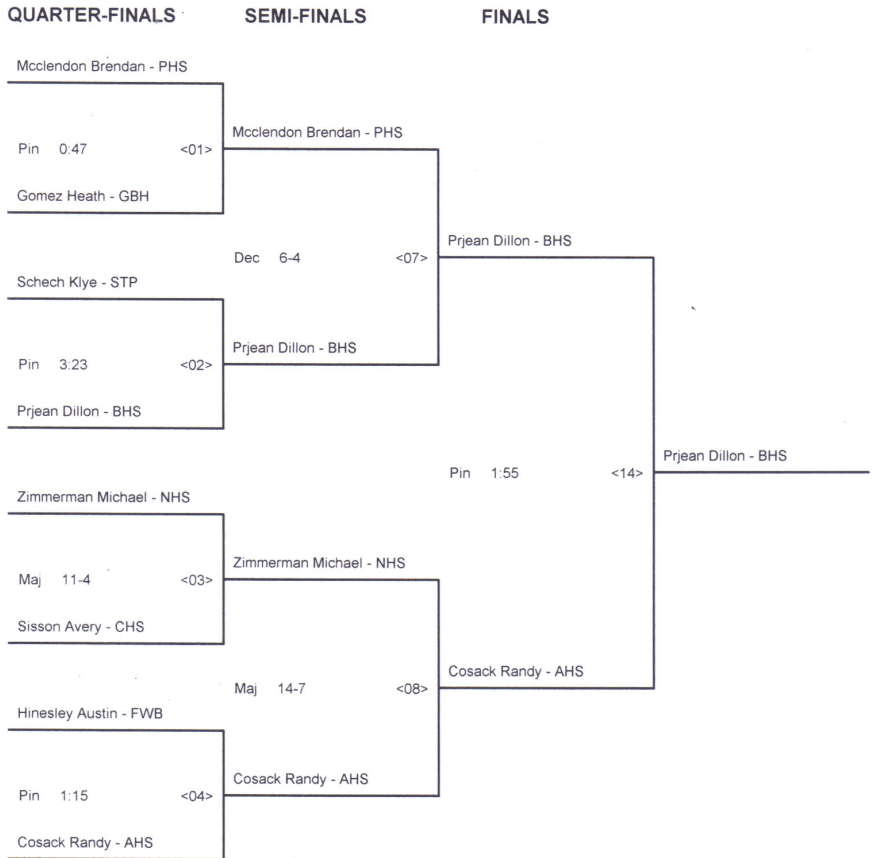 QUARTER-FINALS SEMI-FINALS FINALS
Mcclendon Brendan - PHS
Pin 0:47 <01>
Mcclendon Brendan - PHS
Gomez Heath - GBH
Dec 6-4 <07>
Prjean Dillon - BHS
Schech Klye - STP
Pin 3:23 <02>
Prjean Dillon - BHS
Prjean Dillon - BHS
Pin 1:55 <14>
Prjean Dillon - BHS
Zimmerman Michael - NHS
Maj 11-4 <03>
Zimmerman Michael - NHS
Sisson Avery - CHS
Maj 14-7 <08>
Cosack Randy - AHS
Hinesley Austin - FWB
Pin 1:15 <04>
Cosack Randy - AHS
Cosack Randy - AHS